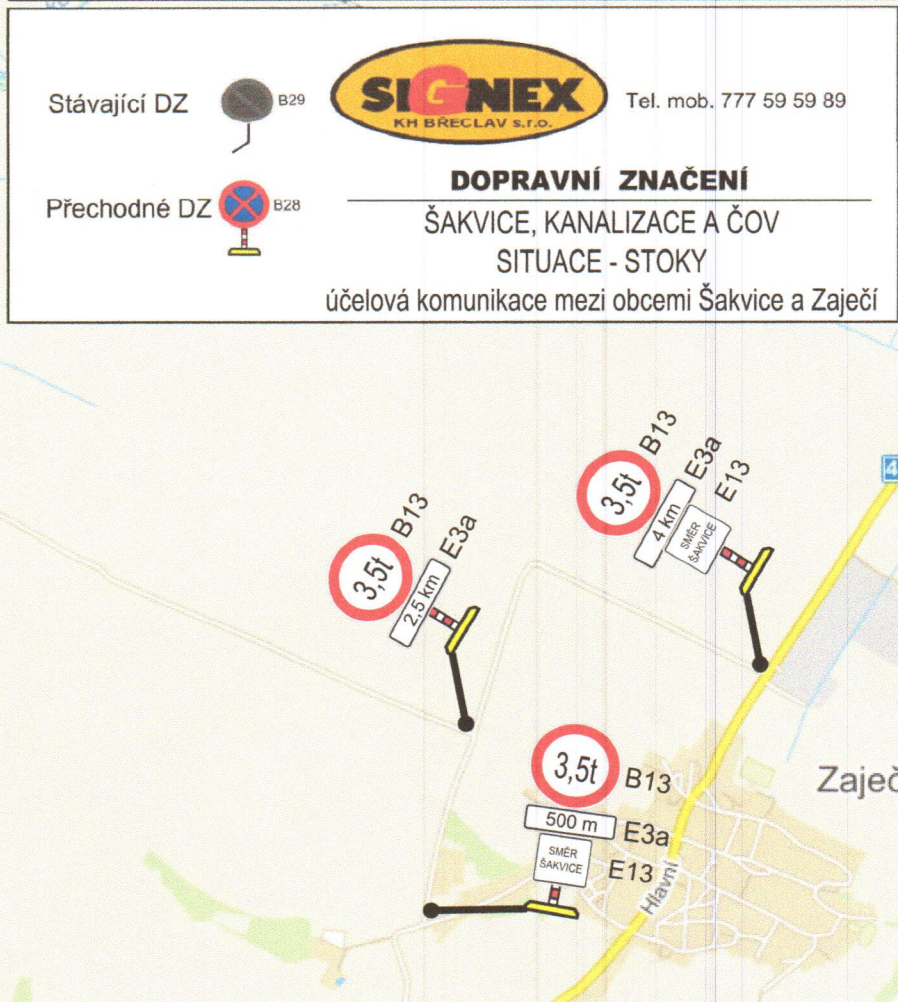 Stávající DZ
B29
SIGNEX
KH BŘECLAV s.r.o.
Tel. mob. 777 59 59 89
Přechodné DZ
B28
DOPRAVNÍ ZNAČENÍ
ŠAKVICE, KANALIZACE A ČOV
SITUACE - STOKY
účelová komunikace mezi obcemi Šakvice a Zaječí
3,5t
B13
4 km
E3a
SMĚR
ŠAKVICE
E13
4
3,5t
B13
2,5 km
E3a
3,5t
B13
500 m
E3a
SMĚR
ŠAKVICE
E13
Zaječ
Hlavní